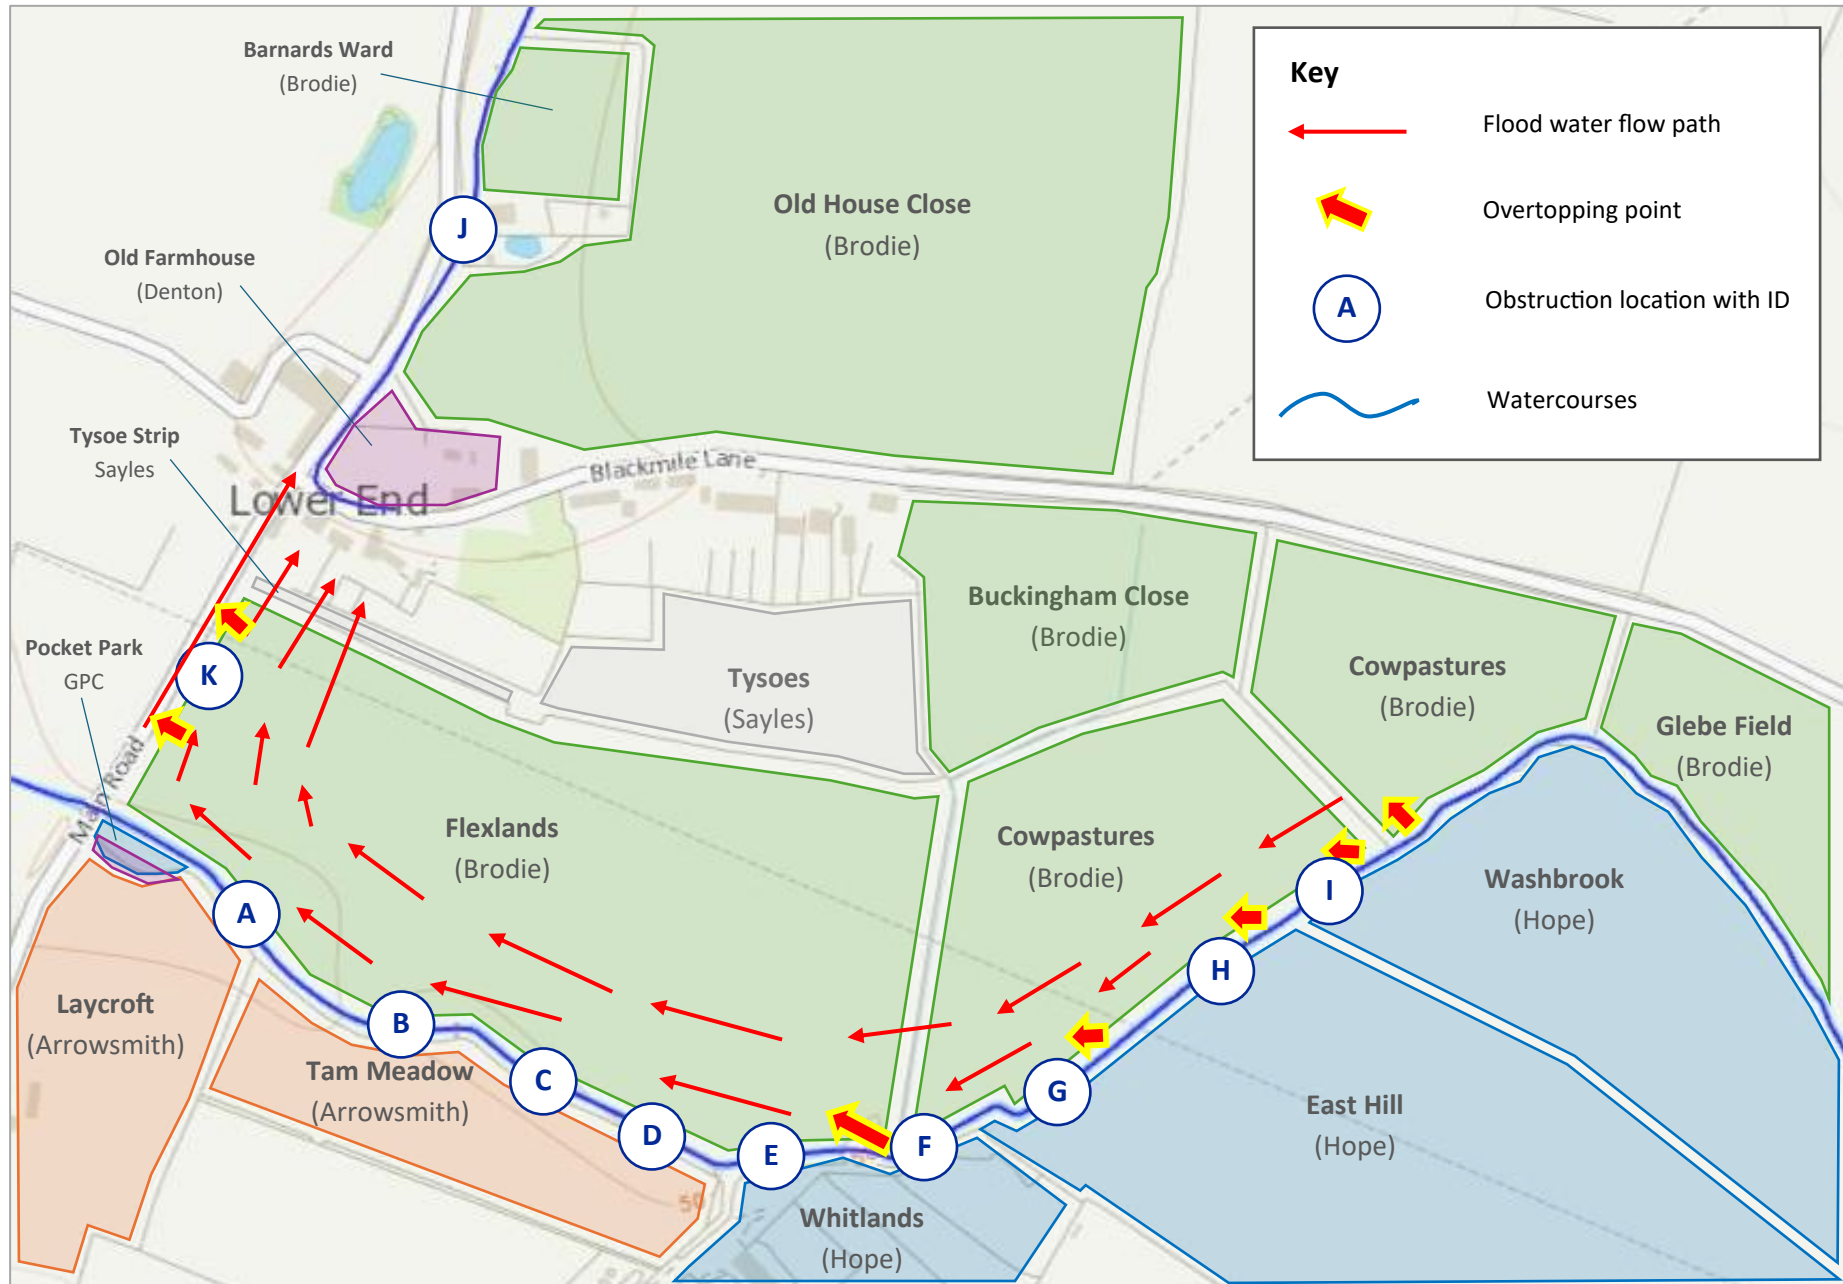 Barnards Ward
(Brodie)
Key
Flood water flow path
Overtopping point
A
Obstruction location with ID
Watercourses
Old House Close
(Brodie)
J
Old Farmhouse
(Denton)
Tysoe Strip
Sayles
Lower End
Blackmile Lane
Buckingham Close
(Brodie)
Cowpastures
(Brodie)
Glebe Field
(Brodie)
Pocket Park
GPC
K
Tysoes
(Sayles)
Main Road
Flexlands
(Brodie)
Cowpastures
(Brodie)
Washbrook
(Hope)
A
I
H
Laycroft
(Arrowsmith)
B
Tam Meadow
(Arrowsmith)
C
D
E
F
G
East Hill
(Hope)
50
Whitlands
(Hope)